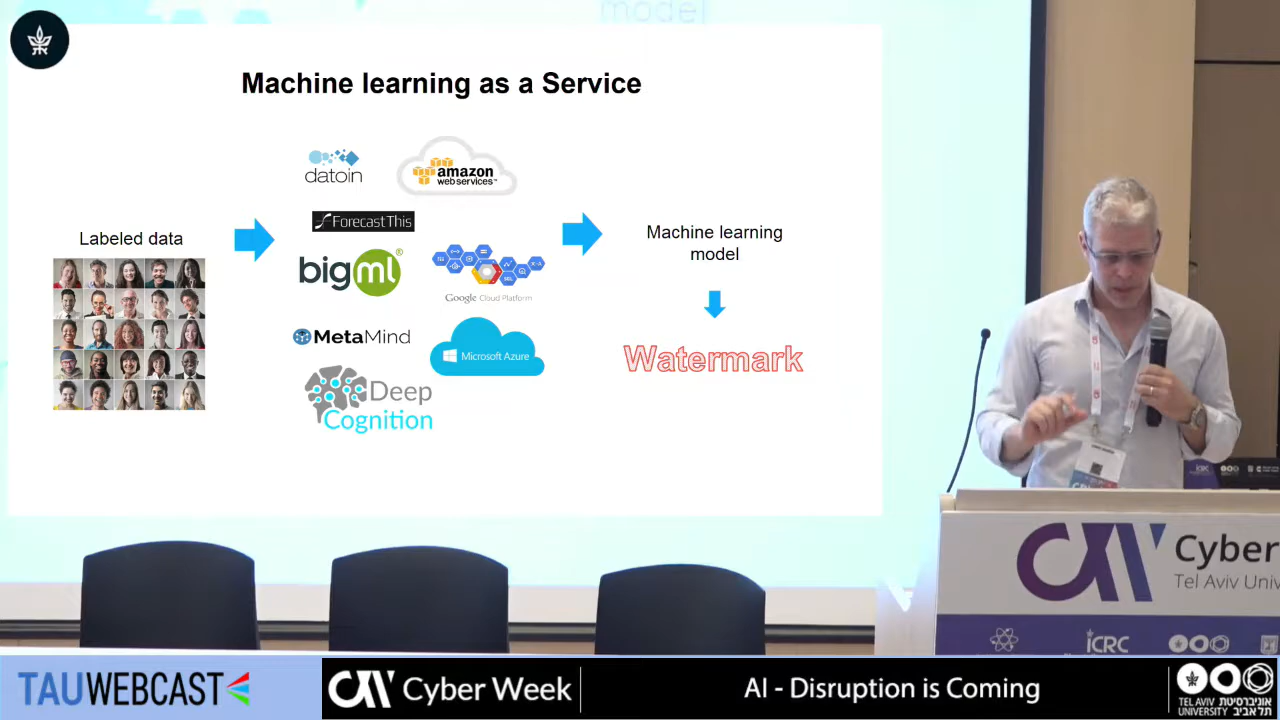 model
Machine learning as a Service
datoin
amazon
web services™
ForecastThis
Labeled data
Machine learning
model
bigml®
Google Cloud Platform
MetaMind
Microsoft Azure
Watermark
Deep
Cognition
Cyber
Tel Aviv Univ
ICRC
TAUWEBCAST
Cyber Week
AI - Disruption is Coming
TEL AVIV אוניברסיטת
UNIVERSITY תל אביב